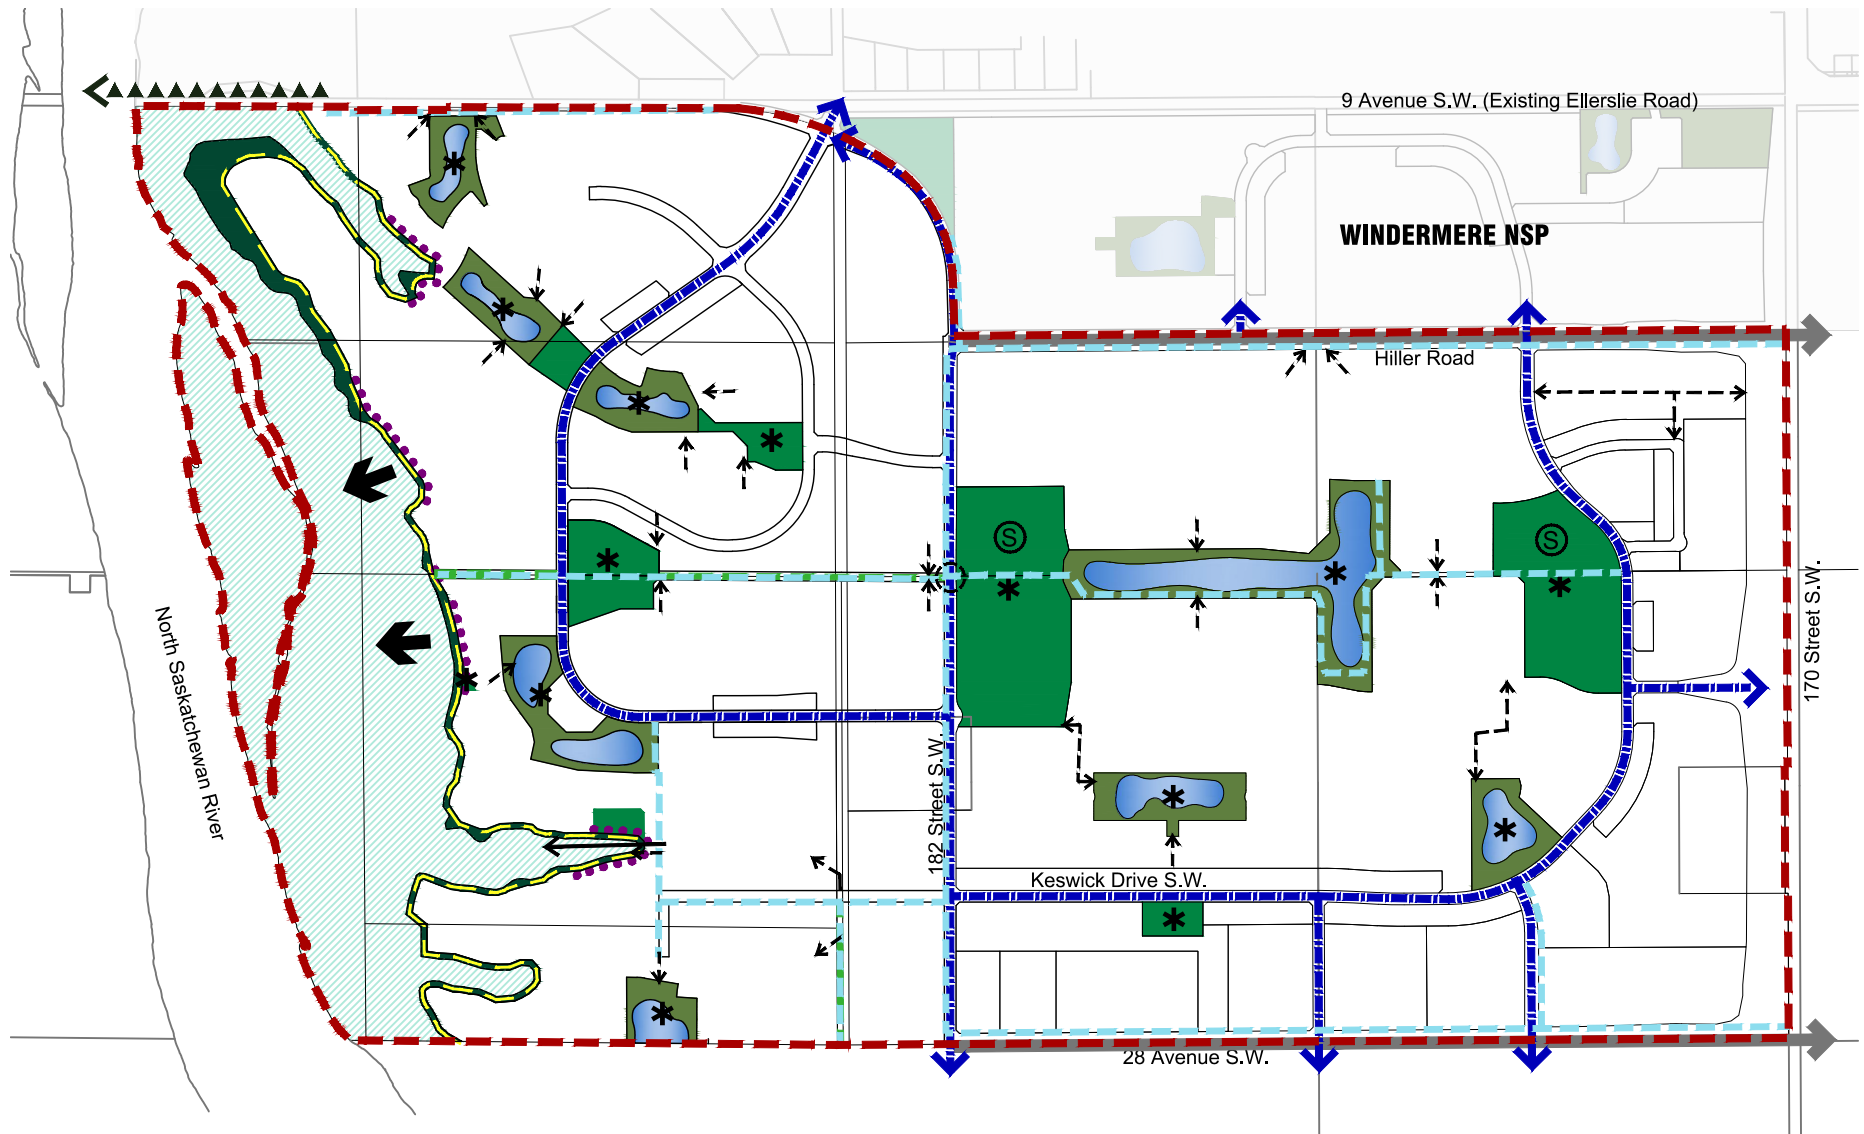 9 Avenue S.W. (Existing Ellerslie Road)
WINDERMERE NSP
Hiller Road
S
S
North Saskatchewan River
170 Street S.W.
182 Street S.W.
Keswick Drive S.W.
28 Avenue S.W.